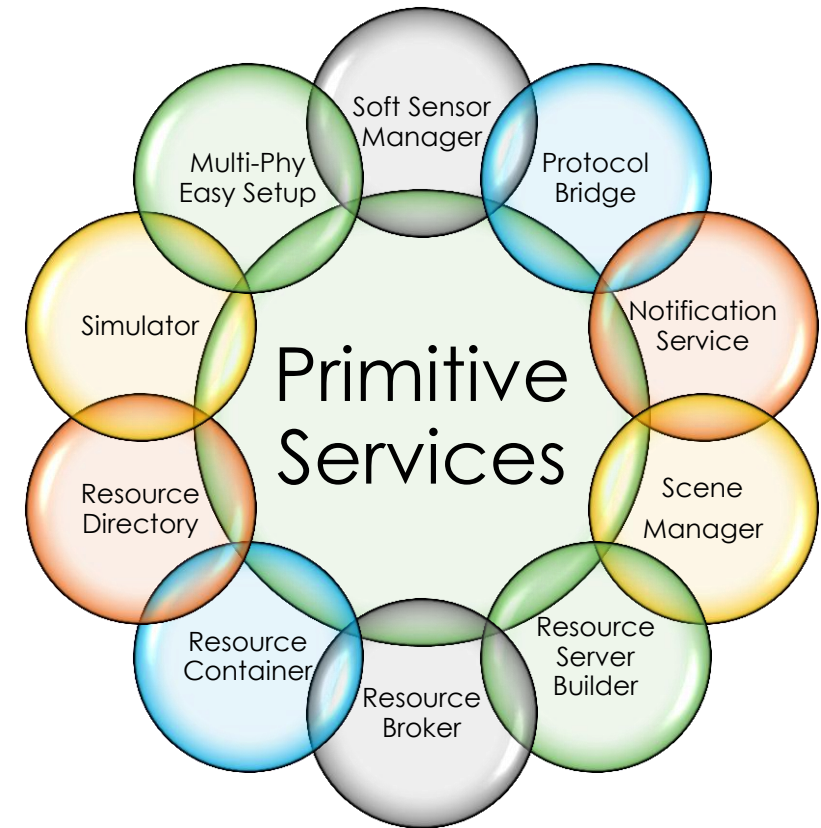 Soft Sensor
Manager
Protocol
Bridge
Notification
Service
Scene
Manager
Resource
Server
Builder
Resource
Broker
Resource
Container
Resource
Directory
Simulator
Multi-Phy
Easy Setup
Primitive
Services